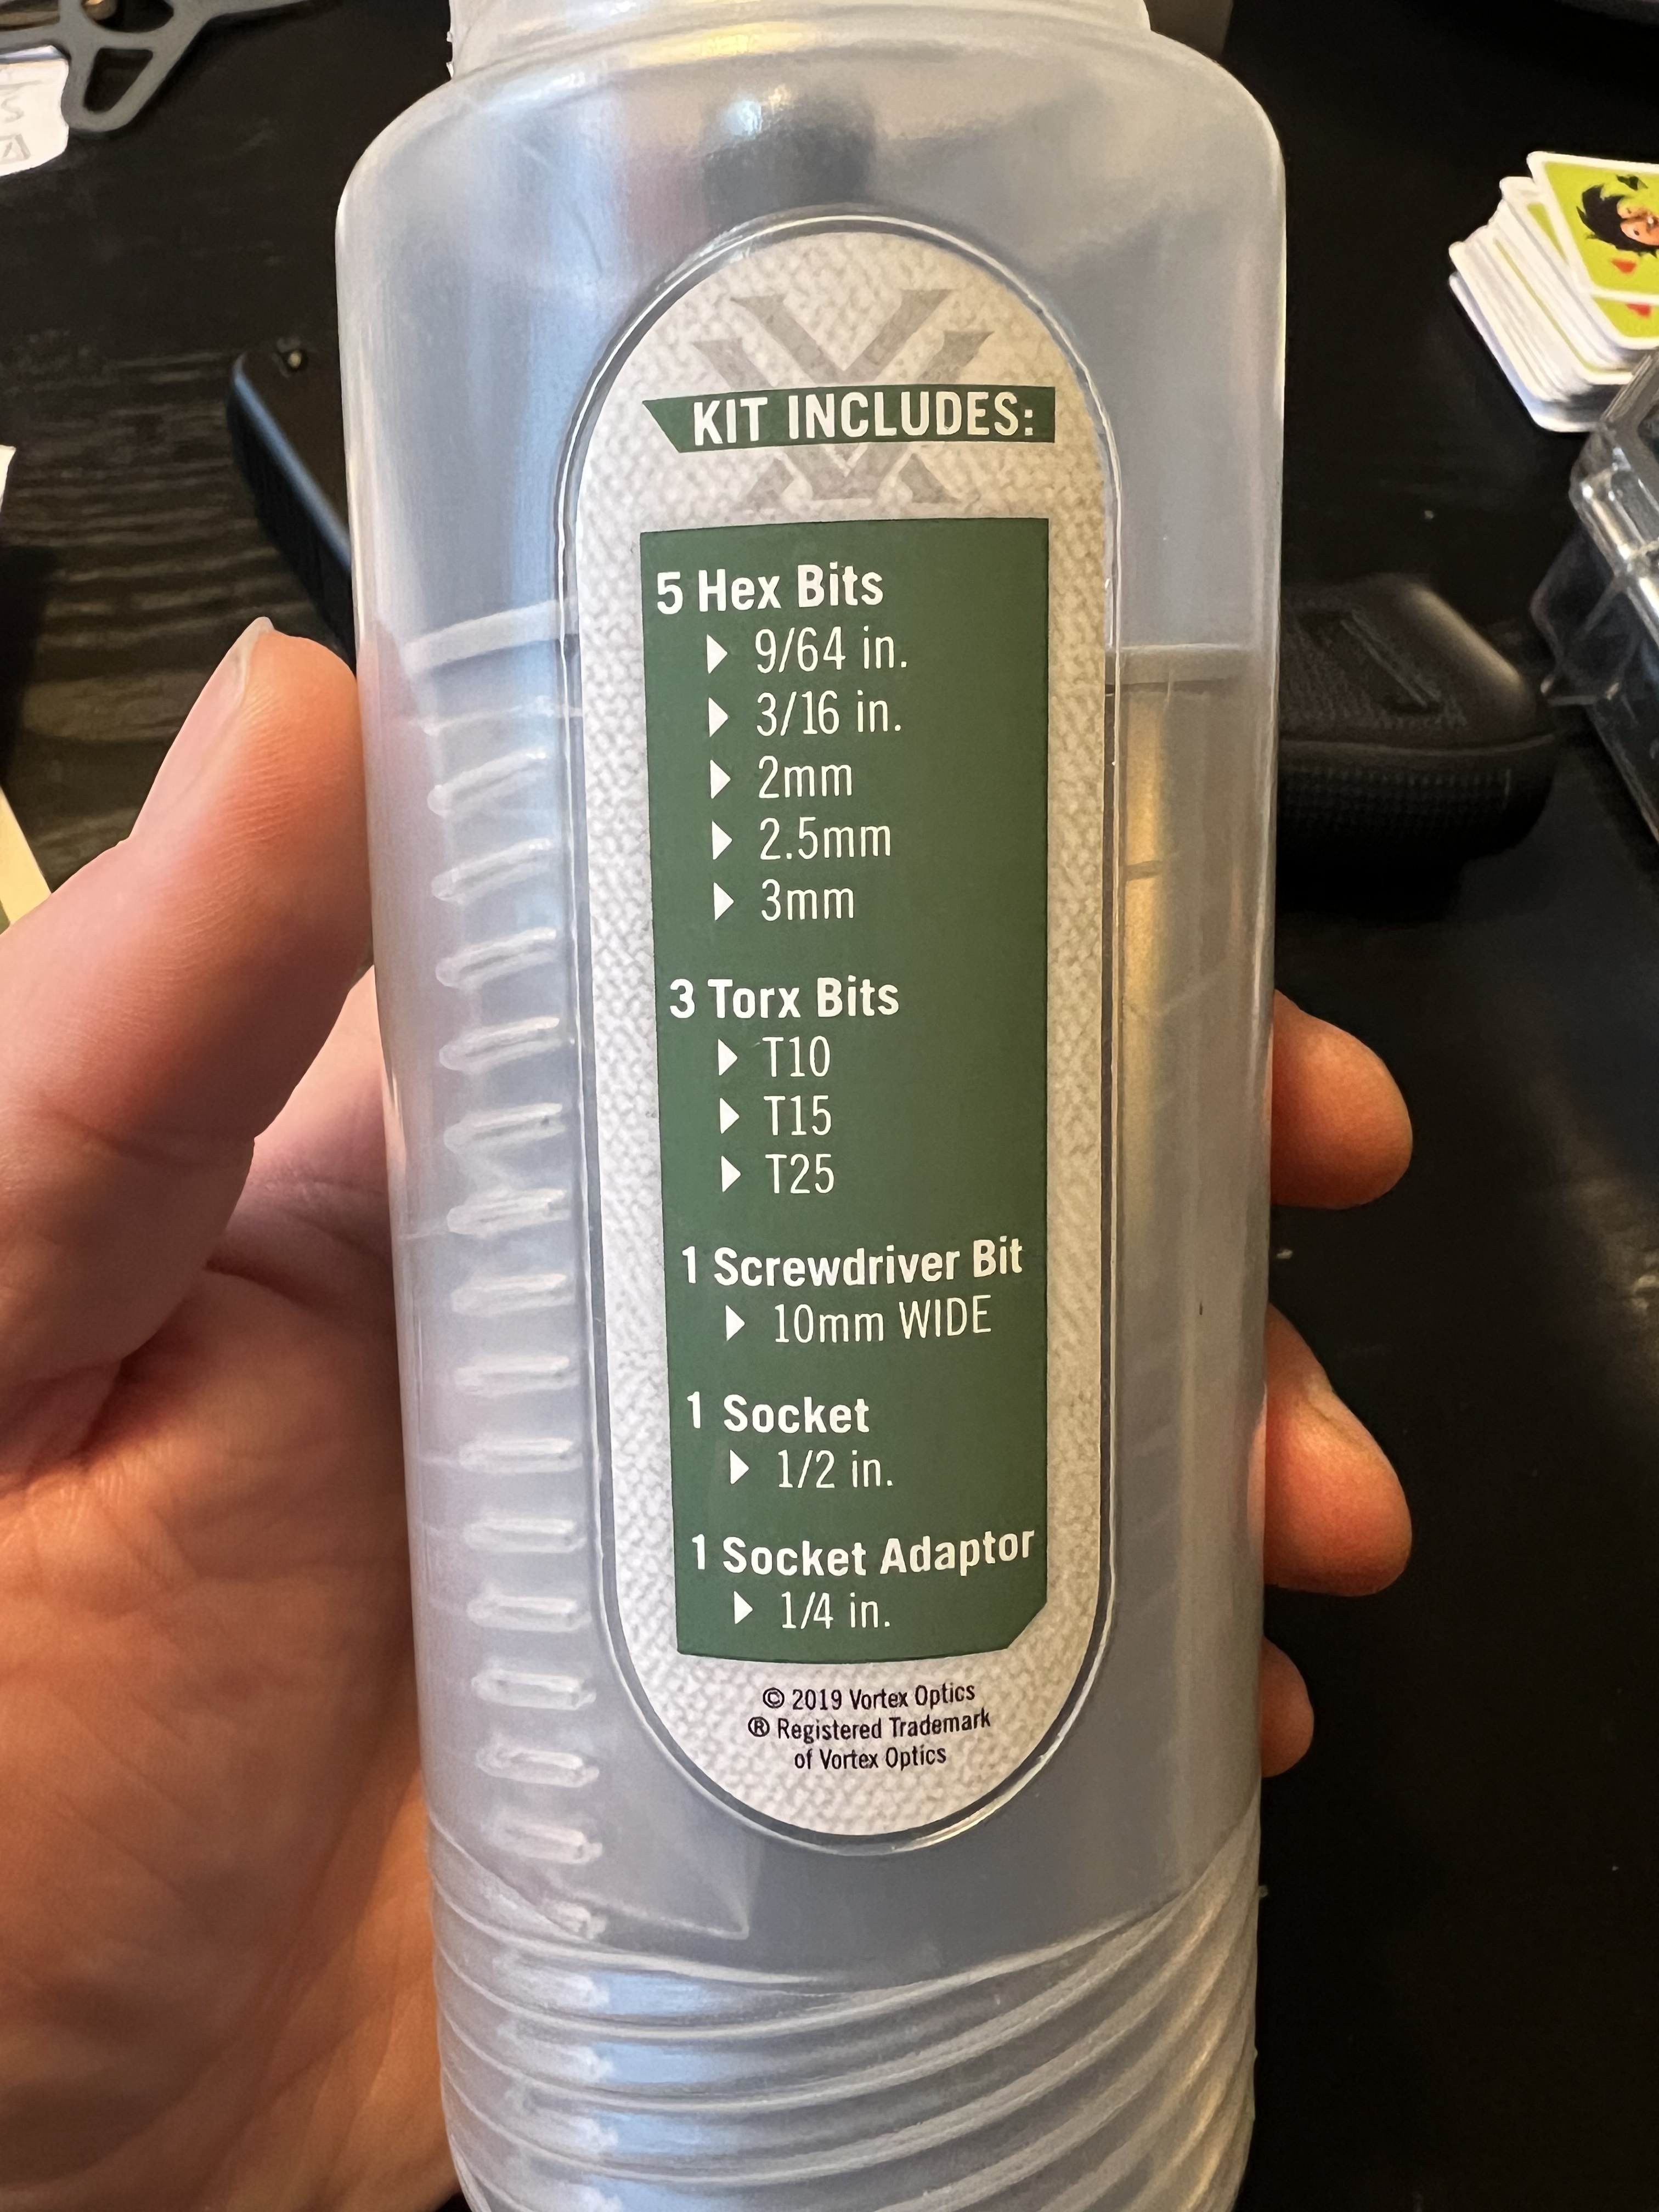 KIT INCLUDES:
5 Hex Bits
9/64 in.
3/16 in.
2mm
2.5mm
3mm
3 Torx Bits
T10
T15
T25
1 Screwdriver Bit
10mm WIDE
1 Socket
1/2 in.
1 Socket Adaptor
1/4 in.
© 2019 Vortex Optics
® Registered Trademark
of Vortex Optics